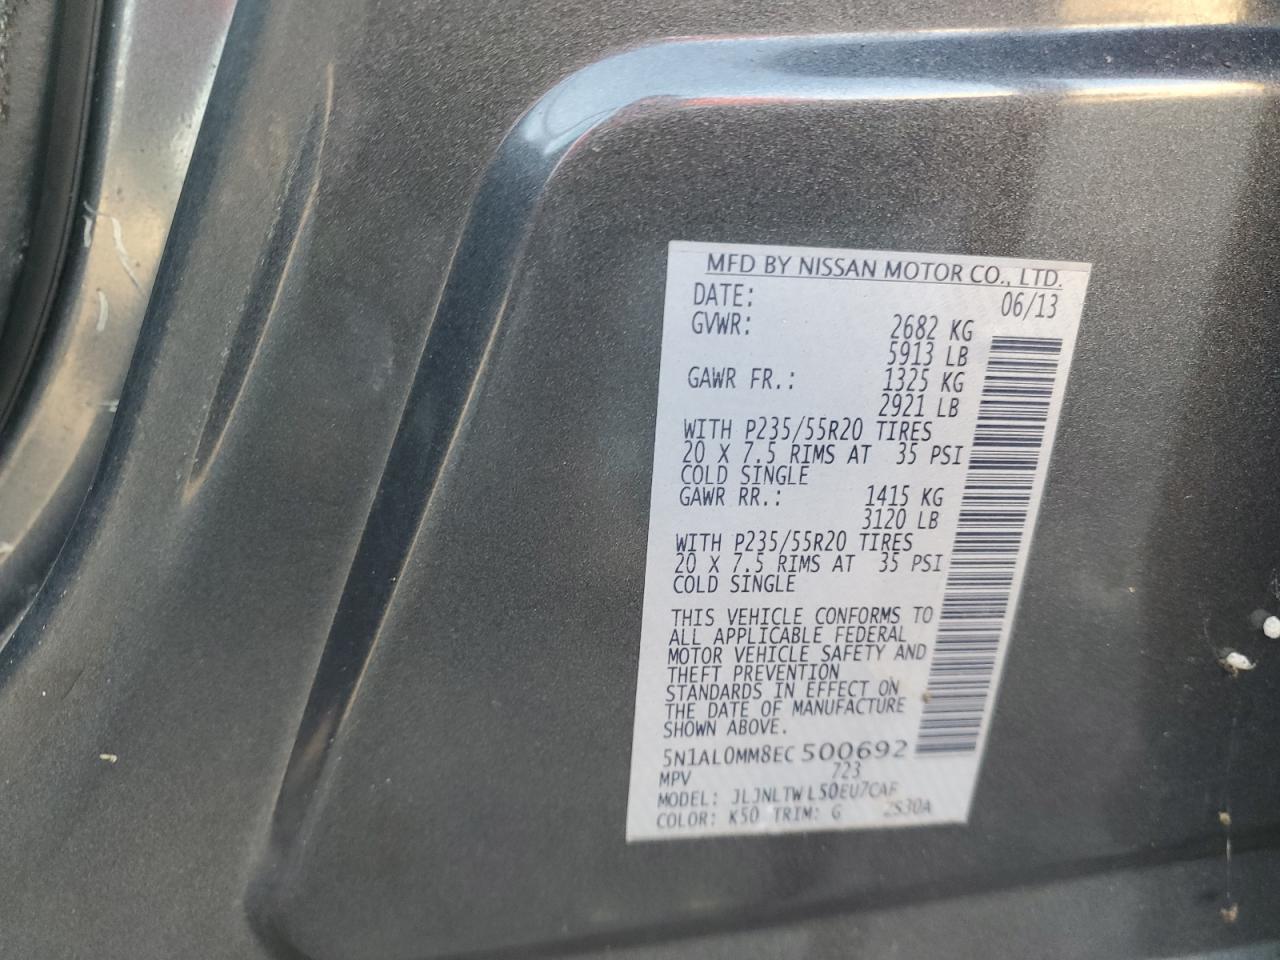 MFD BY NISSAN MOTOR CO., LTD.
DATE: 06/13
GVWR: 2682 KG
5913 LB
GAWR FR.: 1325 KG
2921 LB
WITH P235/55R20 TIRES
20 X 7.5 RIMS AT 35 PSI
COLD SINGLE
GAWR RR.: 1415 KG
3120 LB
WITH P235/55R20 TIRES
20 X 7.5 RIMS AT 35 PSI
COLD SINGLE
THIS VEHICLE CONFORMS TO
ALL APPLICABLE FEDERAL
MOTOR VEHICLE SAFETY AND
THEFT PREVENTION
STANDARDS IN EFFECT ON
THE DATE OF MANUFACTURE
SHOWN ABOVE.
5N1AL0MM8EC500692
MPV 723
MODEL:
COLOR: K50 TRIM: G 2S30A